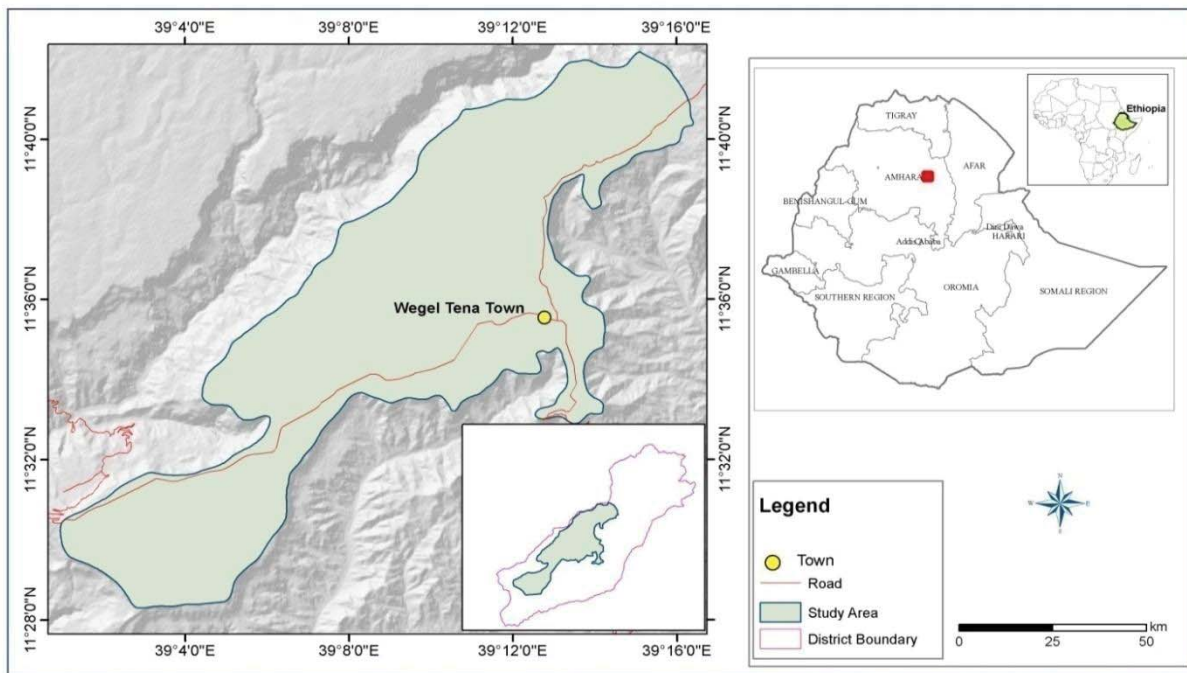 39°4'0"E
39°8'0"E
39°12'0"E
39°16'0"E
11°40'0"N
11°36'0"N
11°32'0"N
11°28'0"N
Wegel Tena Town
39°4'0"E
39°8'0"E
39°12'0"E
39°16'0"E
11°40'0"N
11°36'0"N
11°32'0"N
11°28'0"N
Ethiopia
TIGRAY
AFAR
AMHARA
BENISHANGUL-GUM
Dire Dawa
HARARI
Addis Ababa
GAMBELLA
SOUTHERN REGION
OROMIA
SOMALI REGION
N
W
E
S
Legend
Town
Road
Study Area
District Boundary
km
0
25
50